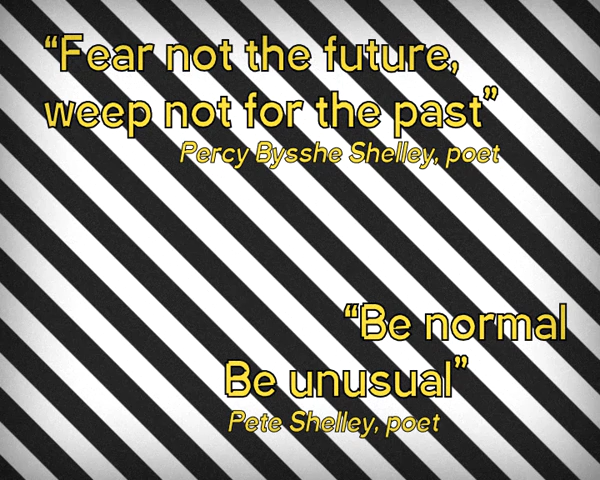 “Fear not the future,
weep not for the past”
Percy Bysshe Shelley, poet
“Be normal
Be unusual”
Pete Shelley, poet